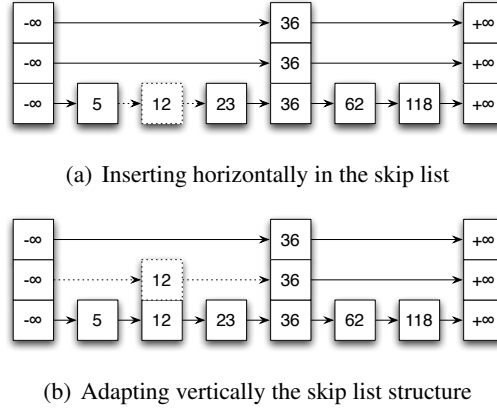 -∞ 36 +∞
-∞ 36 +∞
-∞ 5 12 23 36 62 118 +∞
(a) Inserting horizontally in the skip list
-∞ 36 +∞
-∞ 12 36 +∞
-∞ 5 12 23 36 62 118 +∞
(b) Adapting vertically the skip list structure